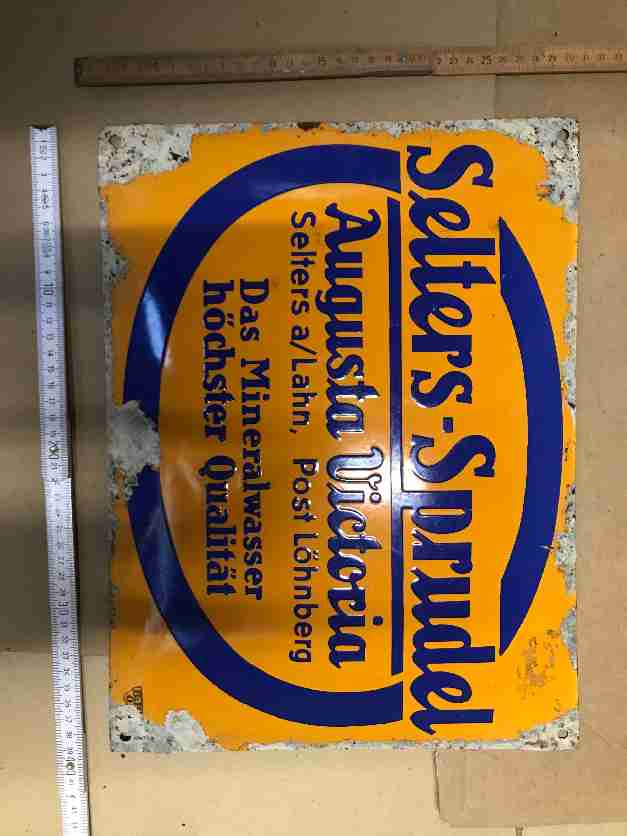 Selters-Sprudel
Augusta Victoria
Selters a/Lahn, Post Löhnberg
Das Mineralwasser
höchster Qualität